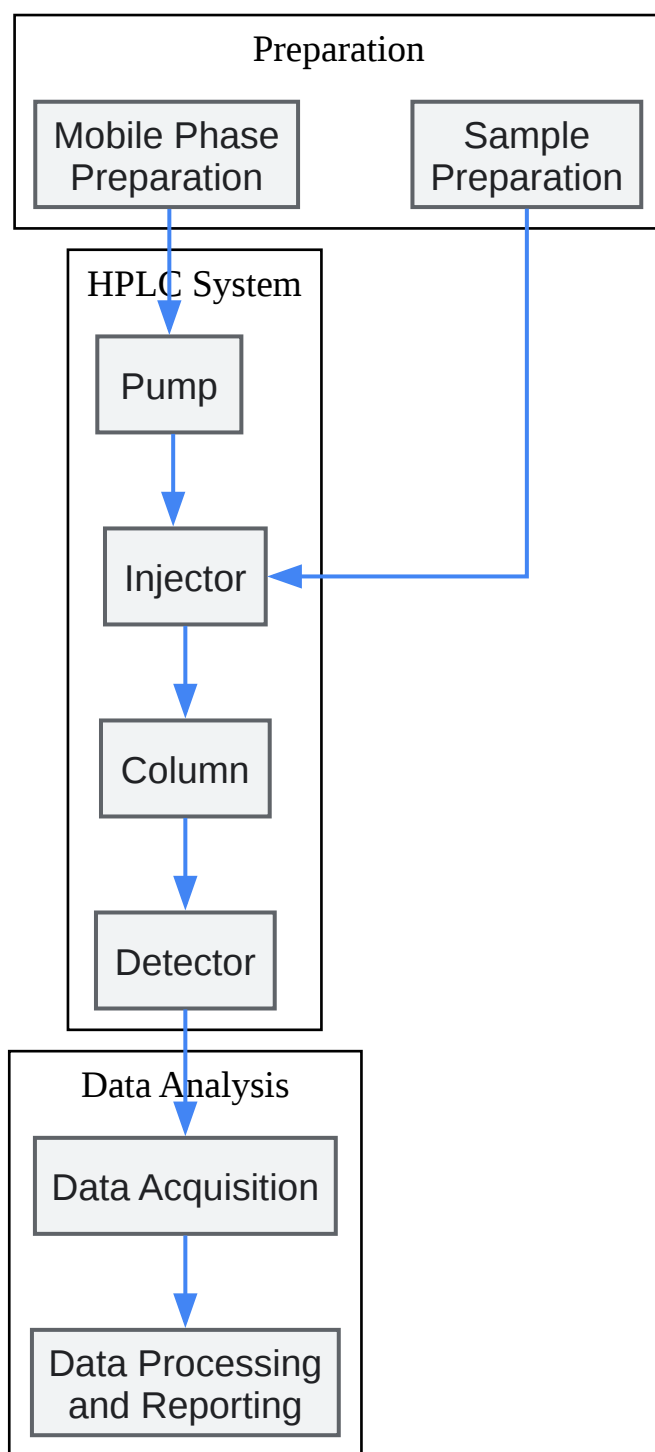 Preparation
Mobile Phase
Preparation
Sample
Preparation
HPLC System
Pump
Injector
Column
Detector
Data Analysis
Data Acquisition
Data Processing
and Reporting